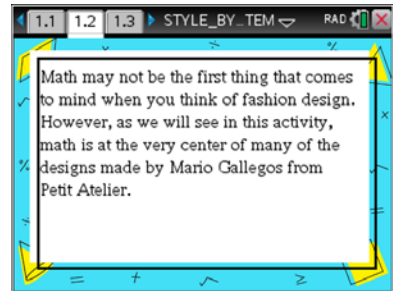 1.1 1.2 1.3 STYLE_BY...TEM RAD
Math may not be the first thing that comes
to mind when you think of fashion design.
However, as we will see in this activity,
math is at the very center of many of the
designs made by Mario Gallegos from
Petit Atelier.